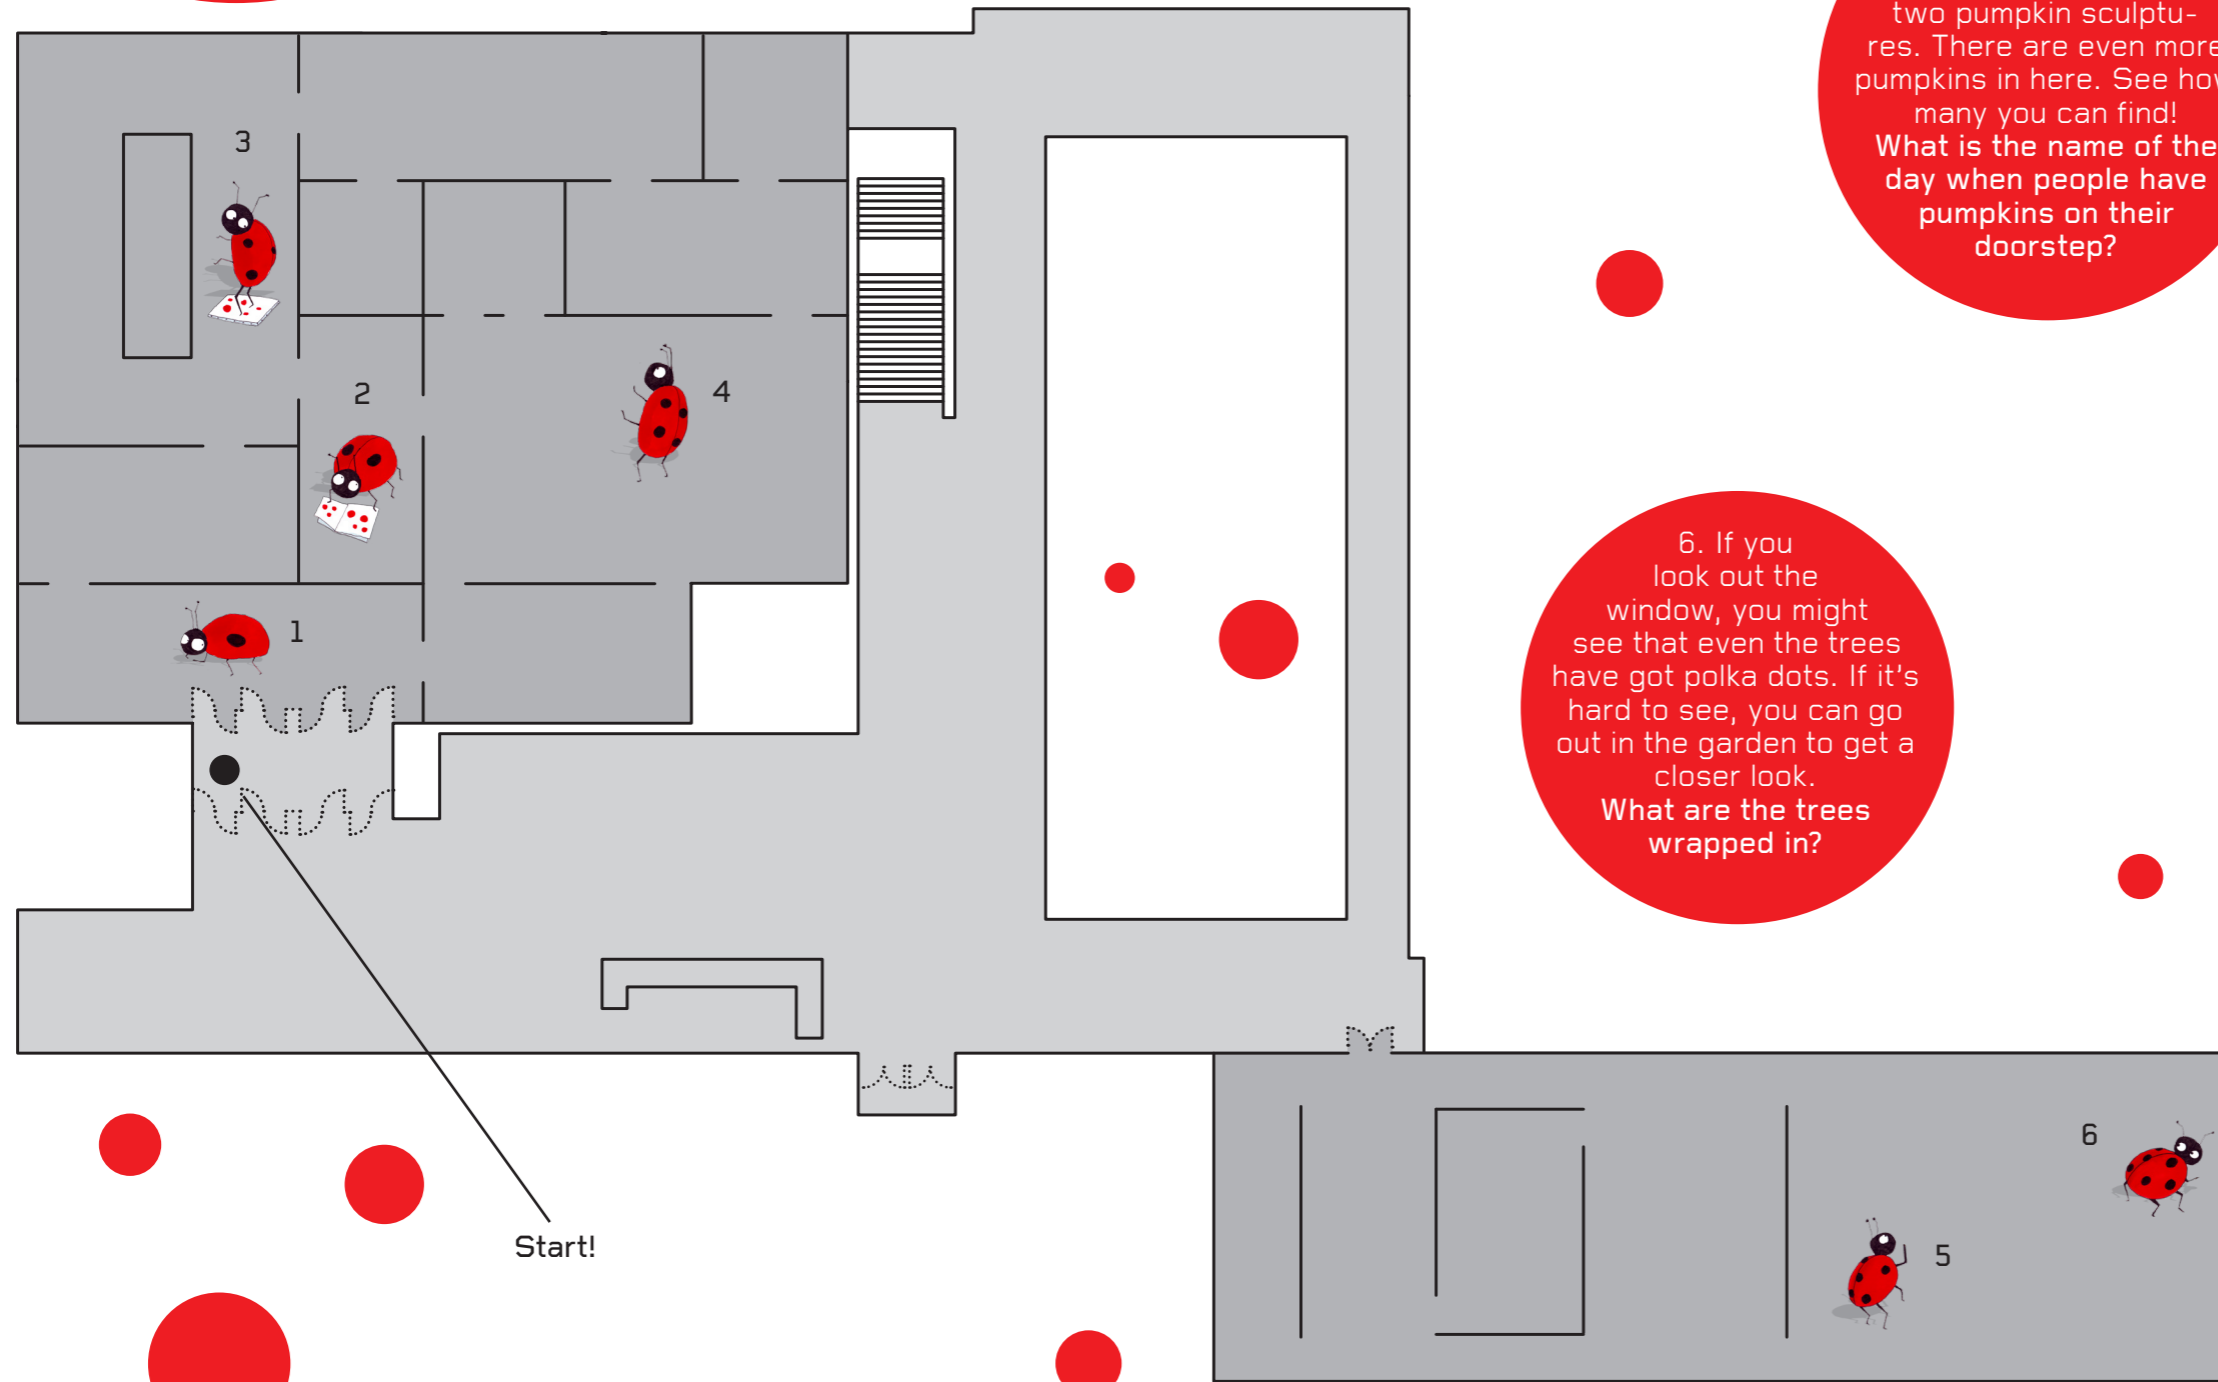 two pumpkin sculptu-
res. There are even more
pumpkins in here. See how
many you can find!
What is the name of the
day when people have
pumpkins on their
doorstep?
3
2
4
1
6. If you
look out the
window, you might
see that even the trees
have got polka dots. If it's
hard to see, you can go
out in the garden to get a
closer look.
What are the trees
wrapped in?
6
5
Start!